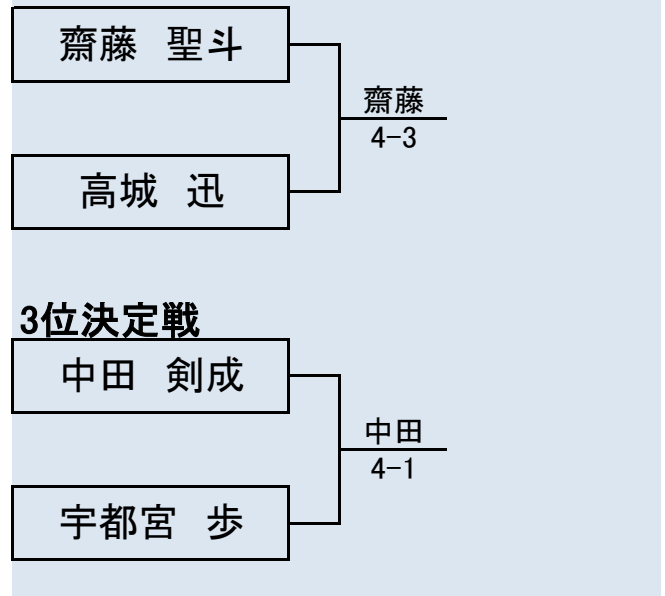 齋藤　聖斗
齋藤
4-3
高城　迅
3位決定戦
中田　剣成
中田
4-1
宇都宮　歩